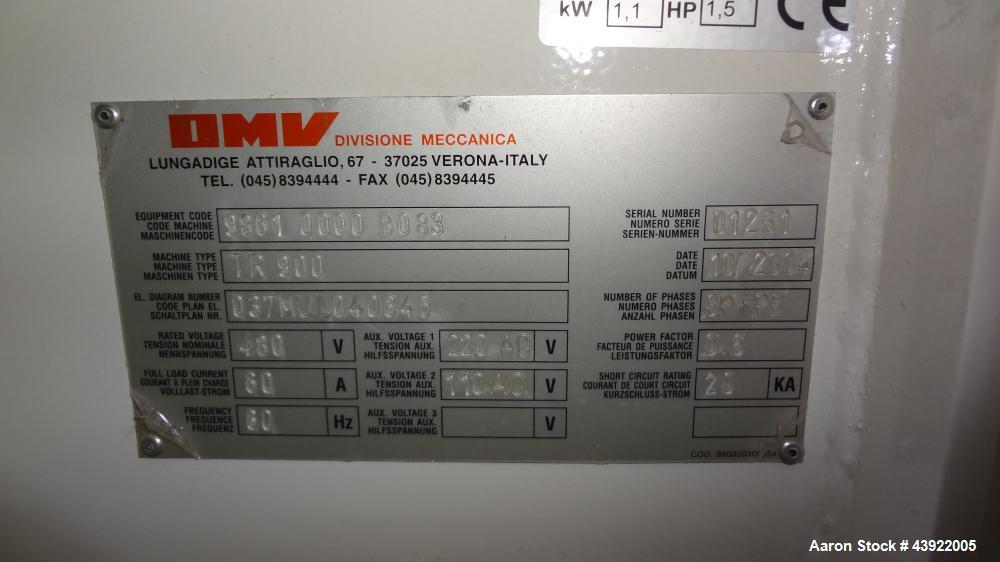 kW 1,1 HP 1,5 CE
OMV DIVISIONE MECCANICA
LUNGADIGE ATTIRAGLIO, 67 - 37025 VERONA-ITALY
TEL. (045)8394444 - FAX (045)8394445
EQUIPMENT CODE
CODE MACHINE
MASCHINENCODE
9861 0000 B083
SERIAL NUMBER
NUMERO SERIE
SERIEN-NUMMER
01261
MACHINE TYPE
MACHINE TYPE
MASCHINEN TYPE
TR 900
DATE
DATE
DATUM
10/2004
EL. DIAGRAM NUMBER
CODE PLAN EL.
SCHALTPLAN NR.
NUMBER OF PHASES
NUMERO PHASES
ANZAHL PHASEN
3P+PE
RATED VOLTAGE
TENSION NOMINALE
NENNSPANNUNG
480 V
AUX. VOLTAGE 1
TENSION AUX.
HILFSSPANNUNG
220 AC V
POWER FACTOR
FACTEUR DE PUISSANCE
LEISTUNGSFAKTOR
FULL LOAD CURRENT
COURANT A PLEIN CHARGE
VOLLLAST-STROM
60 A
AUX. VOLTAGE 2
TENSION AUX.
HILFSSPANNUNG
110 AC V
SHORT CIRCUIT RATING
COURANT DE COURT CIRCUIT
KURZSCHLUSS-STROM
KA
FREQUENCY
FREQUENCE
FREQUENZ
60 Hz
AUX. VOLTAGE 3
TENSION AUX.
HILFSSPANNUNG
V
COD.
Aaron Stock # 43922005